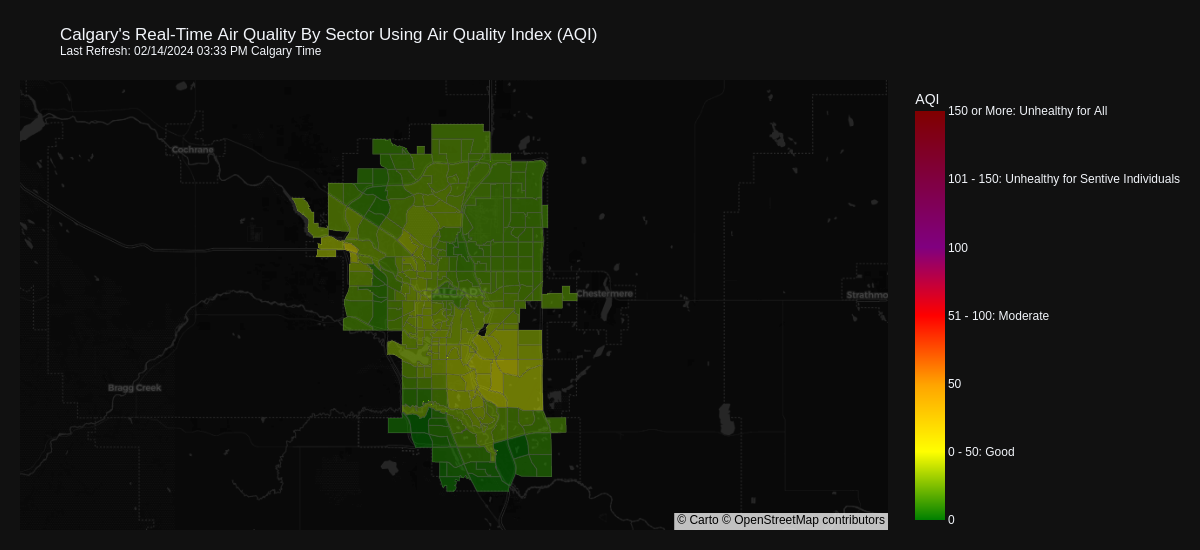 Calgary's Real-Time Air Quality By Sector Using Air Quality Index (AQI)
Last Refresh: 02/14/2024 03:33 PM Calgary Time
AQI
150 or More: Unhealthy for All
Cochrane
101 - 150: Unhealthy for Sentive Individuals
100
CALGARY
Chestermere
Strathmo
51 - 100: Moderate
50
Bragg Creek
0 - 50: Good
© Carto © OpenStreetMap contributors
0